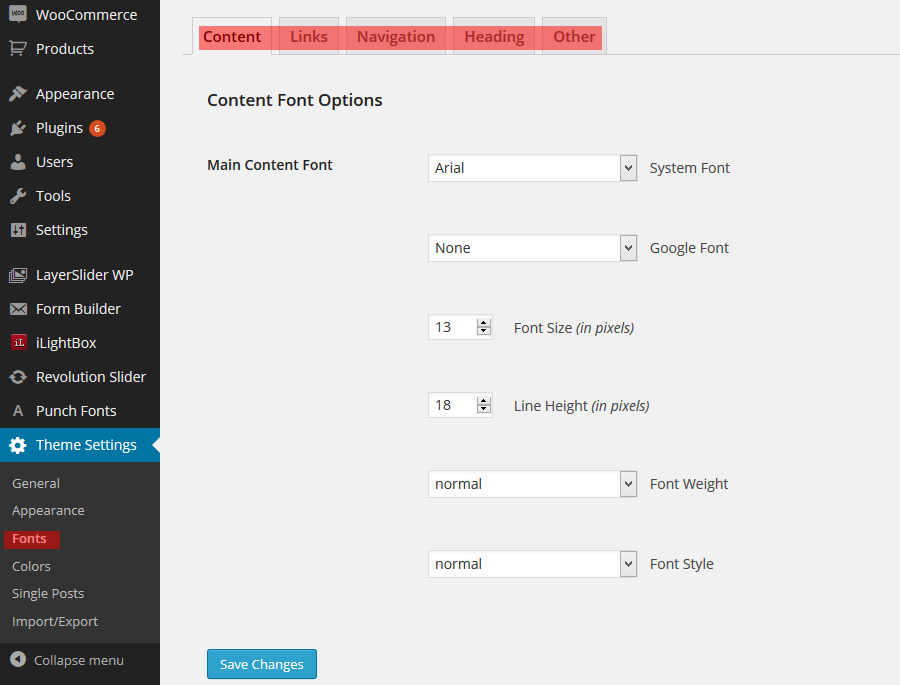 WooCommerce
Products
Appearance
Plugins 6
Users
Tools
Settings
LayerSlider WP
Form Builder
iL iLightBox
Revolution Slider
A Punch Fonts
Theme Settings
General
Appearance
Fonts
Colors
Single Posts
Import/Export
Collapse menu
Content Links Navigation Heading Other
Content Font Options
Main Content Font Arial System Font
None Google Font
13 Font Size (in pixels)
18 Line Height (in pixels)
normal Font Weight
normal Font Style
Save Changes